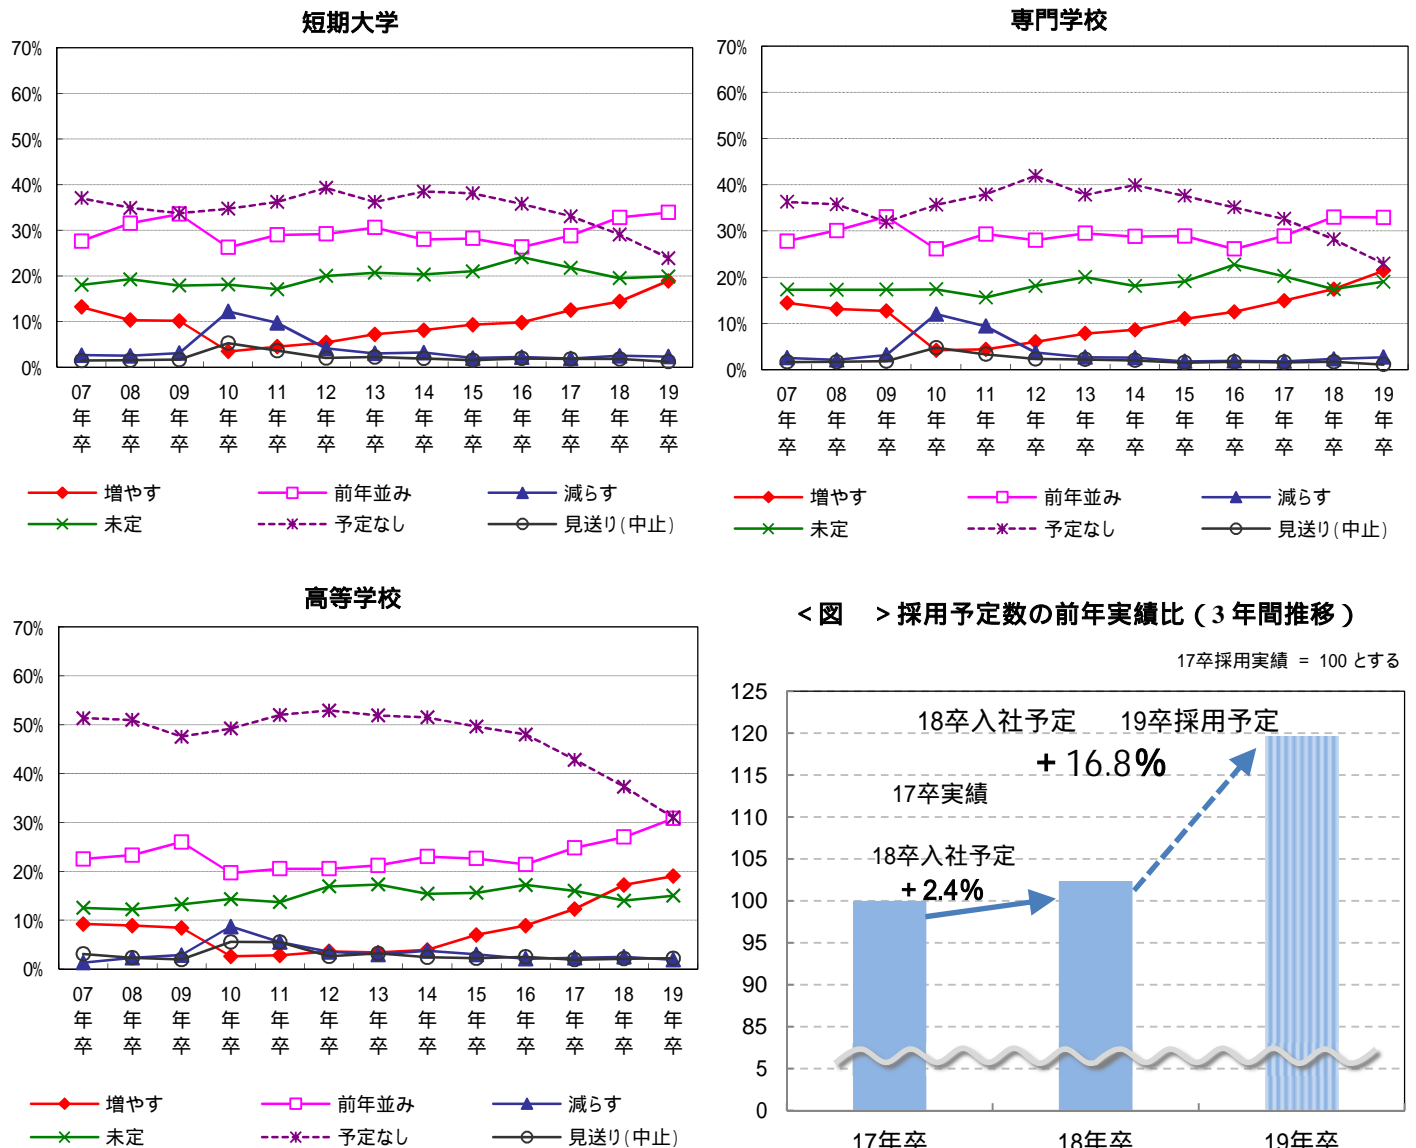 短期大学
70%
60%
50%
40%
30%
20%
10%
0%
07 08 09 10 11 12 13 14 15 16 17 18 19
年 年 年 年 年 年 年 年 年 年 年 年 年
卒 卒 卒 卒 卒 卒 卒 卒 卒 卒 卒 卒 卒
増やす 前年並み 減らす
未定 予定なし 見送り(中止)
専門学校
70%
60%
50%
40%
30%
20%
10%
0%
07 08 09 10 11 12 13 14 15 16 17 18 19
年 年 年 年 年 年 年 年 年 年 年 年 年
卒 卒 卒 卒 卒 卒 卒 卒 卒 卒 卒 卒 卒
増やす 前年並み 減らす
未定 予定なし 見送り(中止)
高等学校
70%
60%
50%
40%
30%
20%
10%
0%
07 08 09 10 11 12 13 14 15 16 17 18 19
年 年 年 年 年 年 年 年 年 年 年 年 年
卒 卒 卒 卒 卒 卒 卒 卒 卒 卒 卒 卒 卒
増やす 前年並み 減らす
未定 予定なし 見送り(中止)
<図 >採用予定数の前年実績比(3年間推移)
17卒採用実績 = 100 とする
125
120
115
110
105
100
95
90
85
5
0
18卒入社予定 19卒採用予定
+16.8%
17卒実績
18卒入社予定
+2.4%
17年卒 18年卒 19年卒